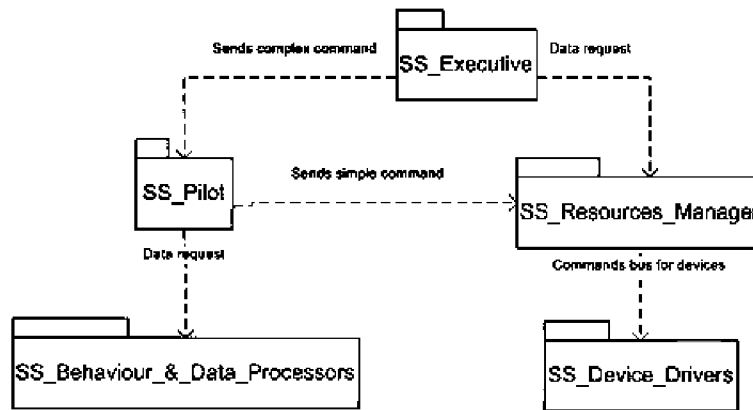 Sends complex command
Data request
SS_Executive
SS_Pilot
Sends simple command
SS_Resources_Manager
Data request
Commands bus for devices
SS_Behaviour_&_Data_Processors
SS_Device_Drivers